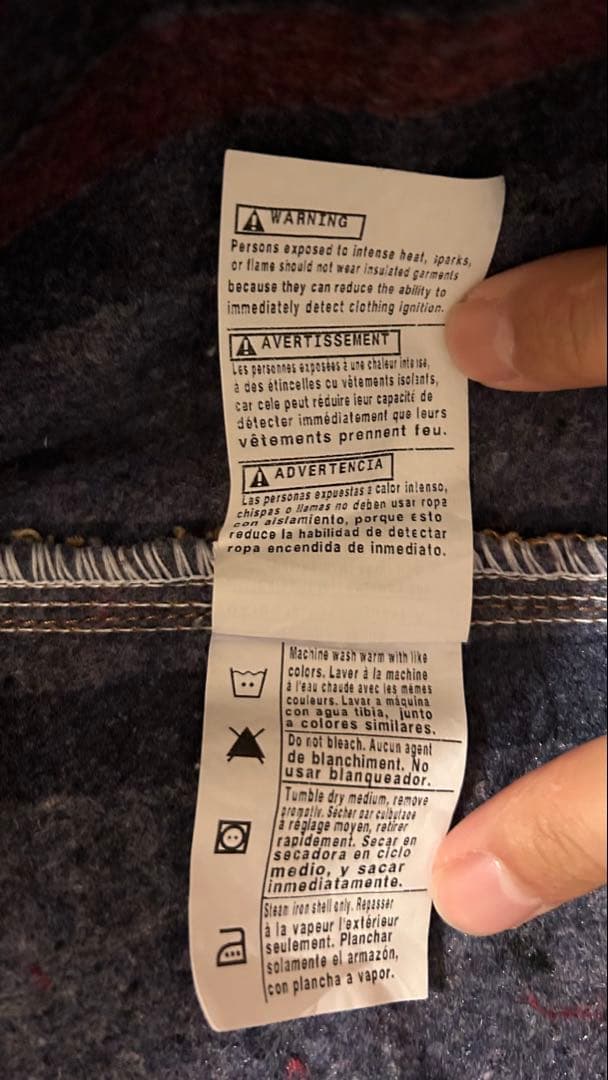 WARNING
Persons exposed to intense heat, sparks,
or flame should not wear insulated garments
because they can reduce the ability to
immediately detect clothing ignition.
AVERTISSEMENT
Les personnes exposées à une chaleur intense,
à des étincelles ou vêtements isolants,
car cele peut réduire leur capacité de
détecter immédiatement que leurs
vêtements prennent feu.
ADVERTENCIA
Las personas expuestas a calor intenso,
chispas o llamas no deben usar ropa
con aislamiento, porque esto
reduce la habilidad de detectar
ropa encendida de inmediato.
Machine wash warm with like
colors. Laver à la machine
à l'eau chaude avec les mêmes
couleurs. Lavar a máquina
con agua tibia, junto
a colores similares.
Do not bleach. Aucun agent
de blanchiment. No
usar blanqueador.
Tumble dry medium, remove
promptly. Sécher par culbutage
à réglage moyen, retirer
rapidement. Secar en
secadora en ciclo
medio, y sacar
inmediatamente.
Steam iron shell only. Repasser
à la vapeur l'extérieur
seulement. Planchar
solamente el armazón,
con plancha a vapor.